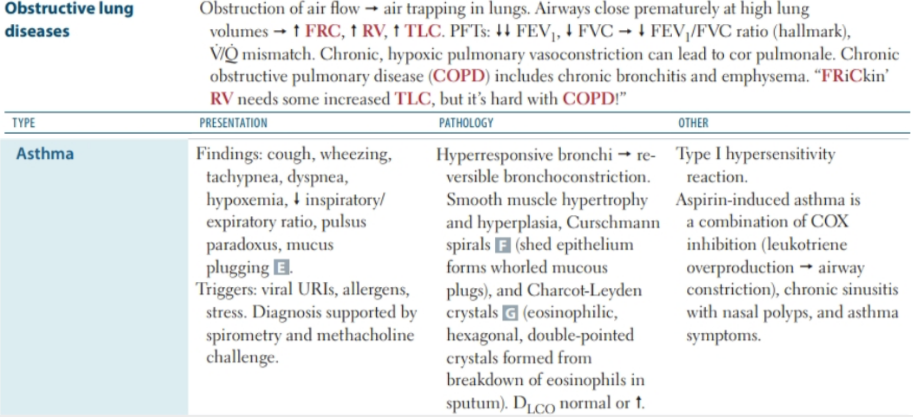 Obstructive lung
diseases
Obstruction of air flow → air trapping in lungs. Airways close prematurely at high lung
volumes → ↑ FRC, ↑ RV, ↑ TLC. PFTs: ↓↓ FEV₁, ↓ FVC → ↓ FEV₁/FVC ratio (hallmark),
V̇/Q̇ mismatch. Chronic, hypoxic pulmonary vasoconstriction can lead to cor pulmonale. Chronic
obstructive pulmonary disease (COPD) includes chronic bronchitis and emphysema. “FRiCkin’
RV needs some increased TLC, but it’s hard with COPD!”
TYPE PRESENTATION PATHOLOGY OTHER
Asthma
Findings: cough, wheezing,
tachypnea, dyspnea,
hypoxemia, ↓ inspiratory/
expiratory ratio, pulsus
paradoxus, mucus
plugging E.
Triggers: viral URIs, allergens,
stress. Diagnosis supported by
spirometry and methacholine
challenge.
Hyperresponsive bronchi → re-
versible bronchoconstriction.
Smooth muscle hypertrophy
and hyperplasia, Curschmann
spirals F (shed epithelium
forms whorled mucous
plugs), and Charcot-Leyden
crystals G (eosinophilic,
hexagonal, double-pointed
crystals formed from
breakdown of eosinophils in
sputum). DLCO normal or ↑.
Type I hypersensitivity
reaction.
Aspirin-induced asthma is
a combination of COX
inhibition (leukotriene
overproduction → airway
constriction), chronic sinusitis
with nasal polyps, and asthma
symptoms.